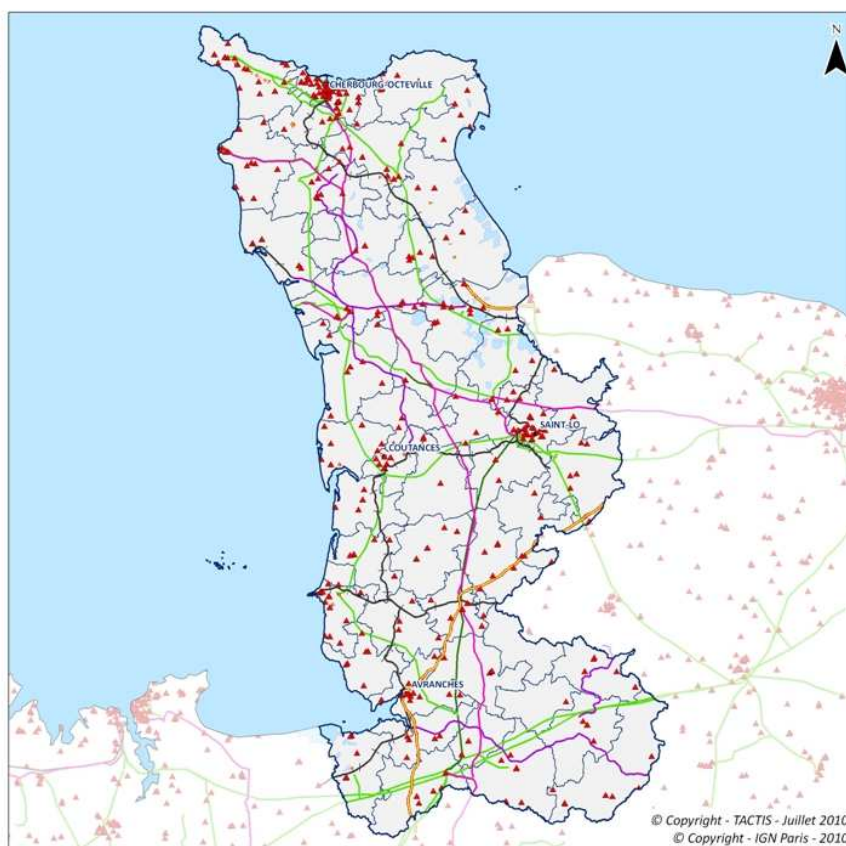 N
CHERBOURG-OCTEVILLE
SAINT-LO
COUTANCES
AVRANCHES
© Copyright - TACTIS - Juillet 2010
© Copyright - IGN Paris - 2010